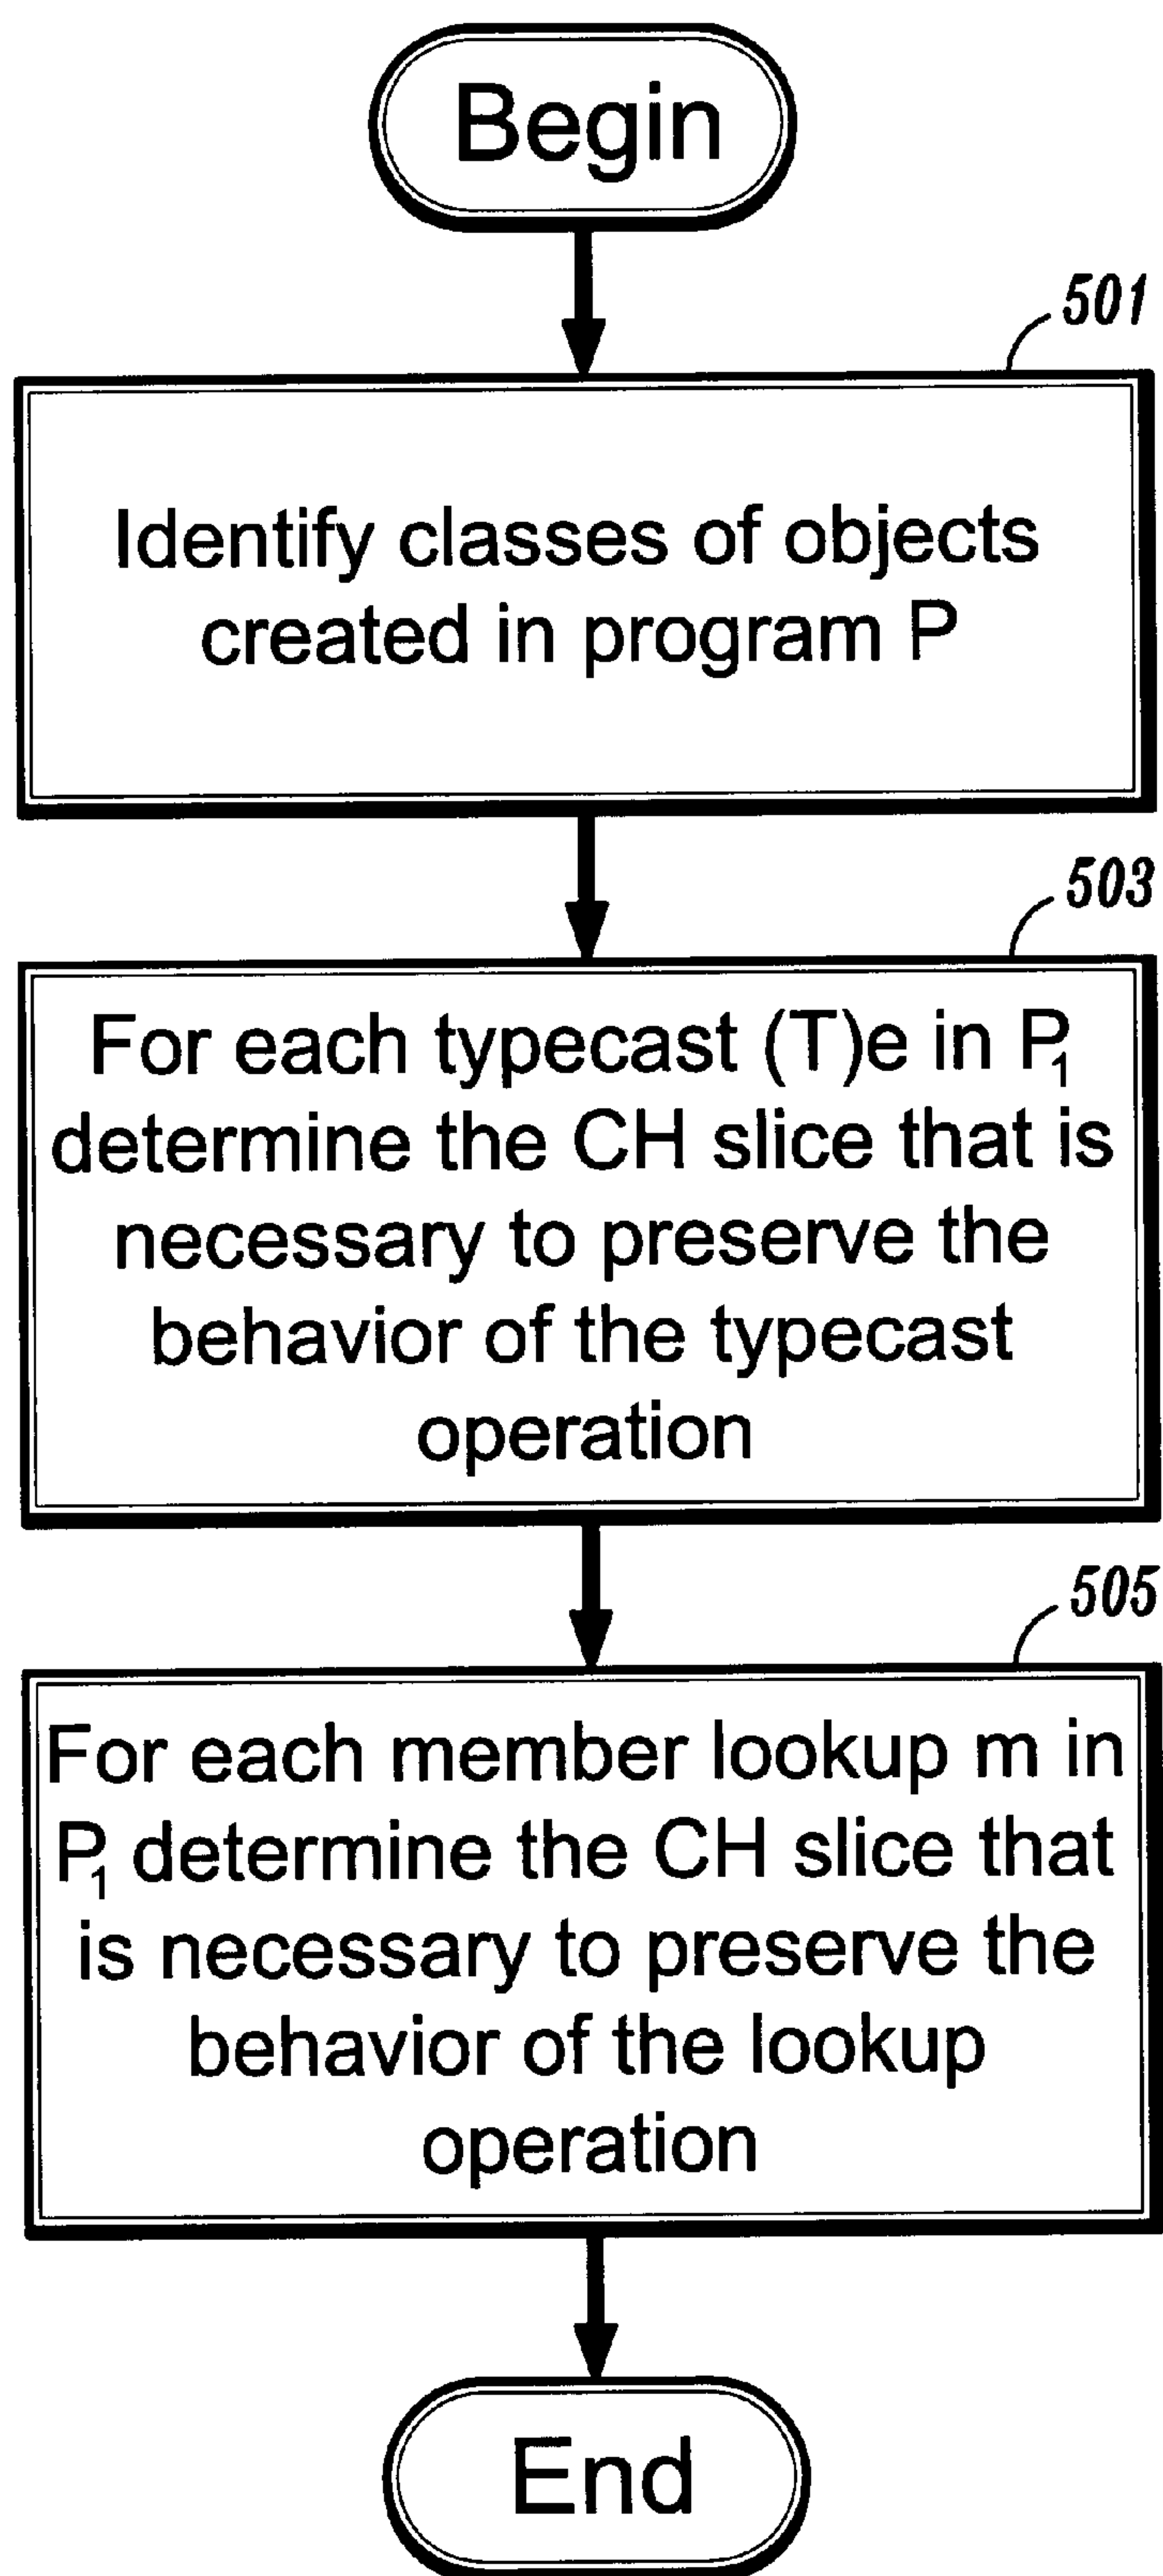 Begin
501
Identify classes of objects
created in program P
503
For each typecast (T)e in P₁
determine the CH slice that is
necessary to preserve the
behavior of the typecast
operation
505
For each member lookup m in
P₁ determine the CH slice that
is necessary to preserve the
behavior of the lookup
operation
End